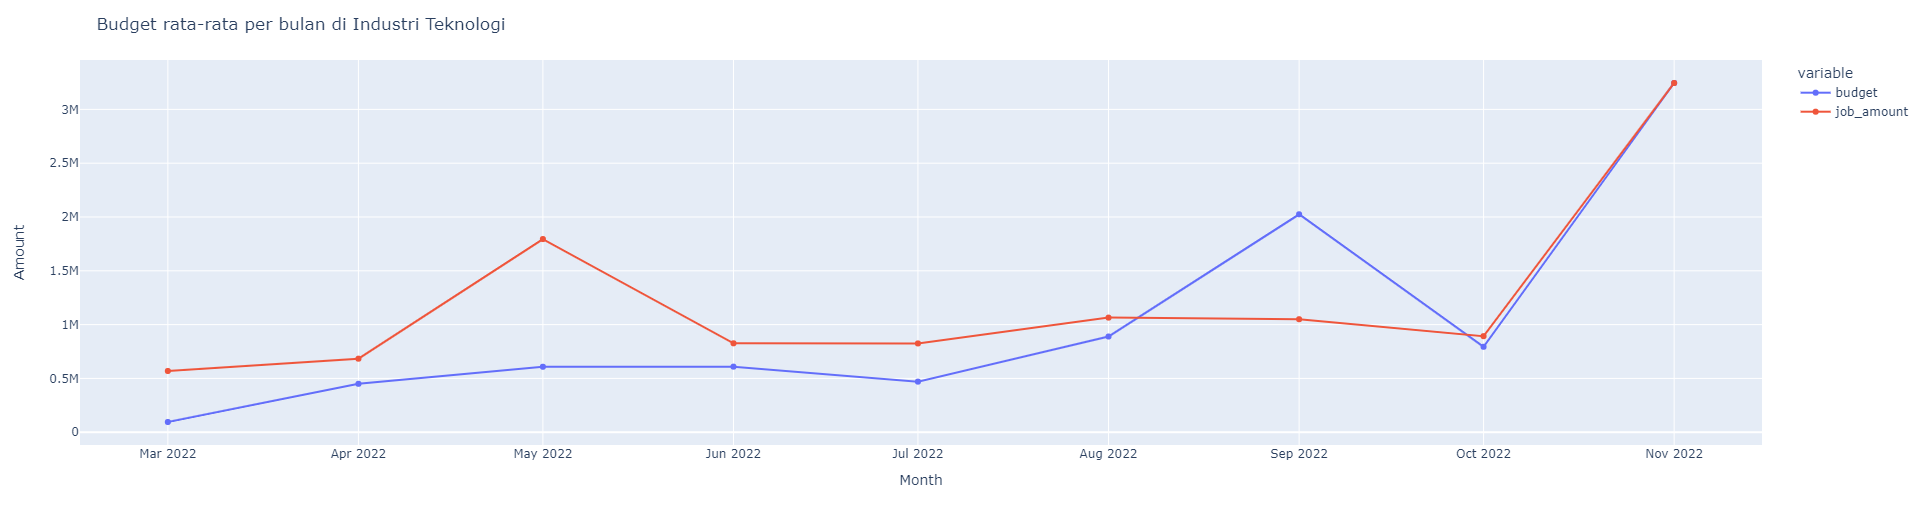 Budget rata-rata per bulan di Industri Teknologi
variable
budget
job_amount
3M
2.5M
2M
1.5M
1M
0.5M
0
Amount
Mar 2022 Apr 2022 May 2022 Jun 2022 Jul 2022 Aug 2022 Sep 2022 Oct 2022 Nov 2022
Month